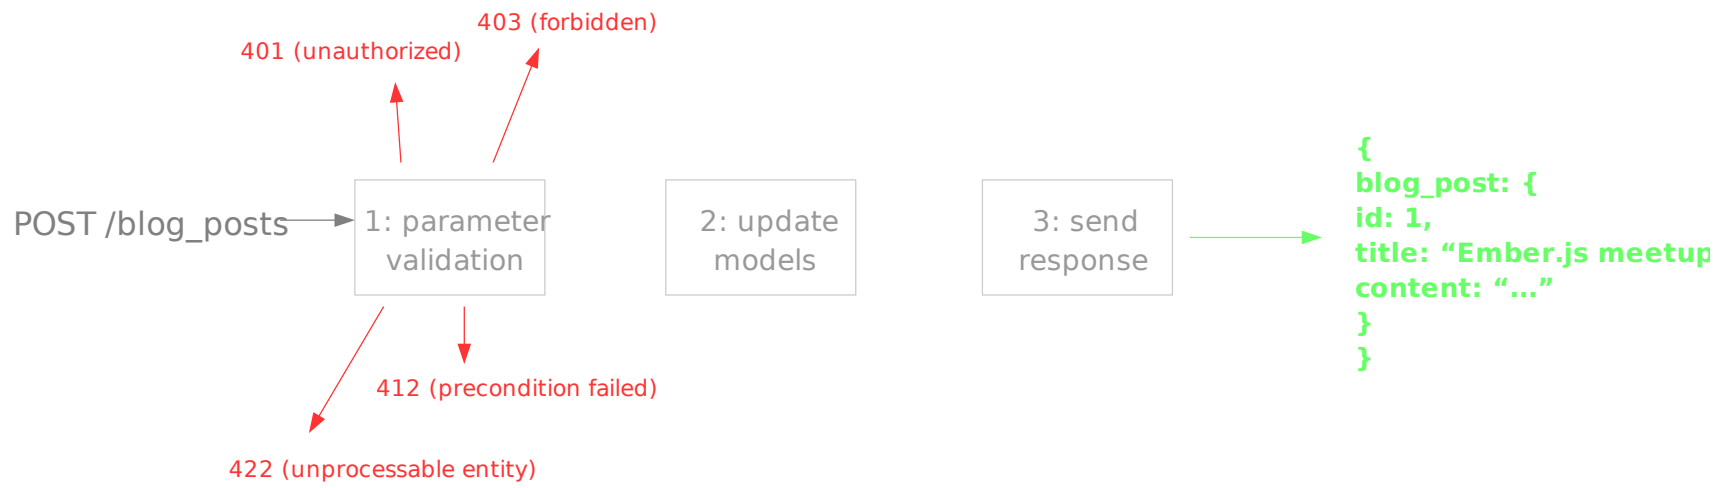 403 (forbidden)
401 (unauthorized)
POST /blog_posts
1: parameter
validation
2: update
models
3: send
response
{
blog_post: {
id: 1,
title: “Ember.js meetup
content: “...”
}
}
412 (precondition failed)
422 (unprocessable entity)